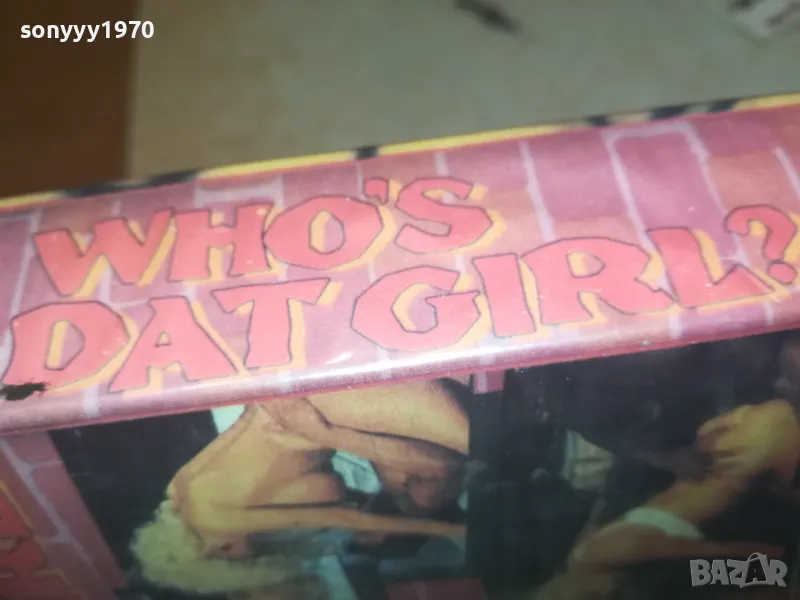 sonyyy1970
WHO'S
DAT GIRL?
BAZAR